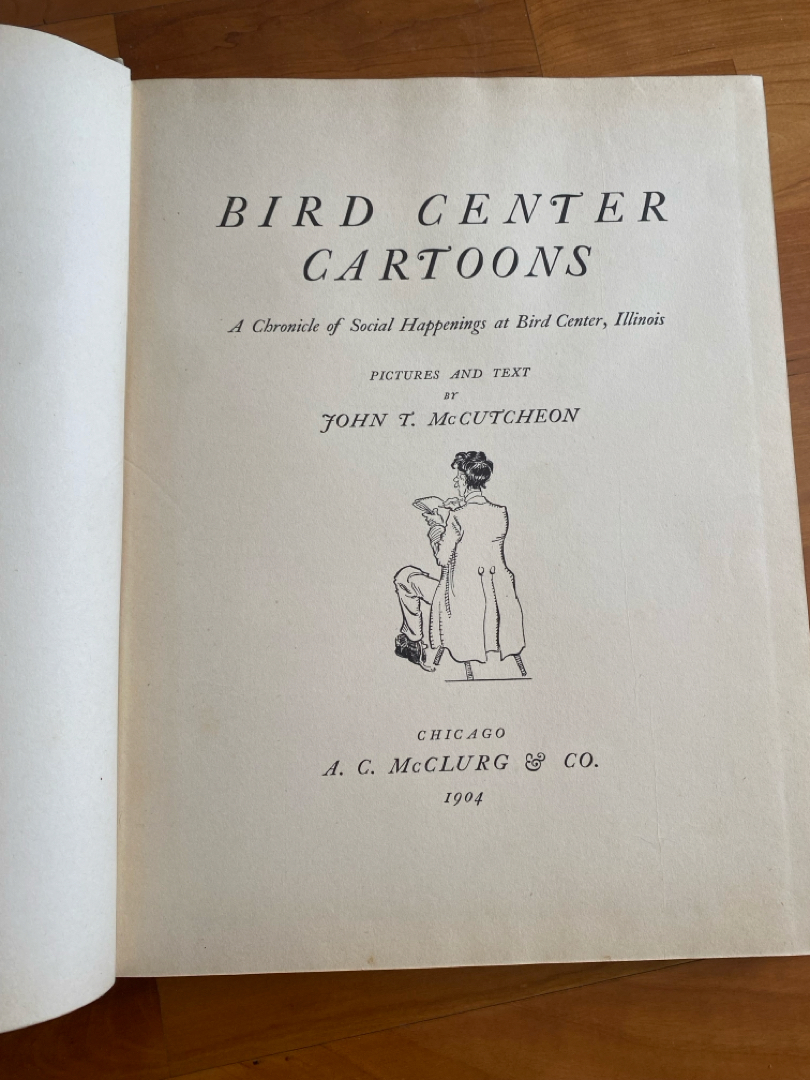 BIRD CENTER
CARTOONS
A Chronicle of Social Happenings at Bird Center, Illinois
PICTURES AND TEXT
BY
JOHN T. McCUTCHEON
CHICAGO
A. C. McCLURG & CO.
1904